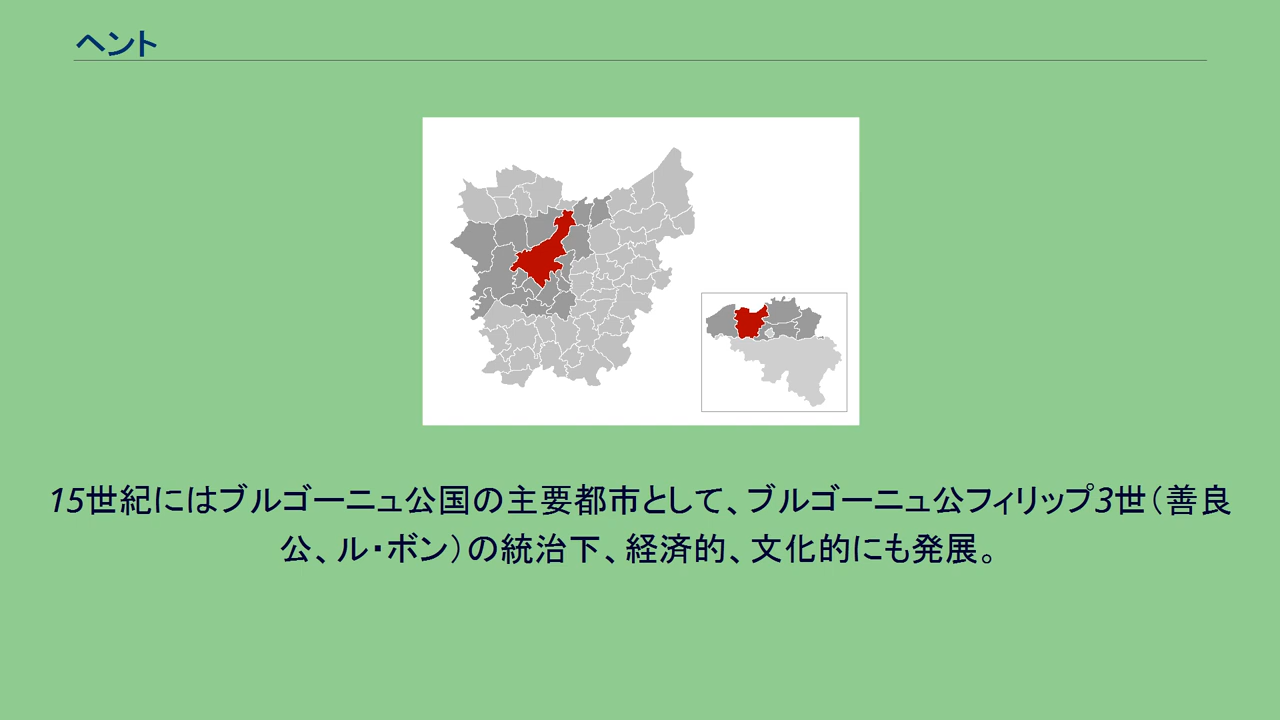 ヘント
15世紀にはブルゴーニュ公国の主要都市として、ブルゴーニュ公フィリップ3世（善良
公、ル・ボン）の統治下、経済的、文化的にも発展。